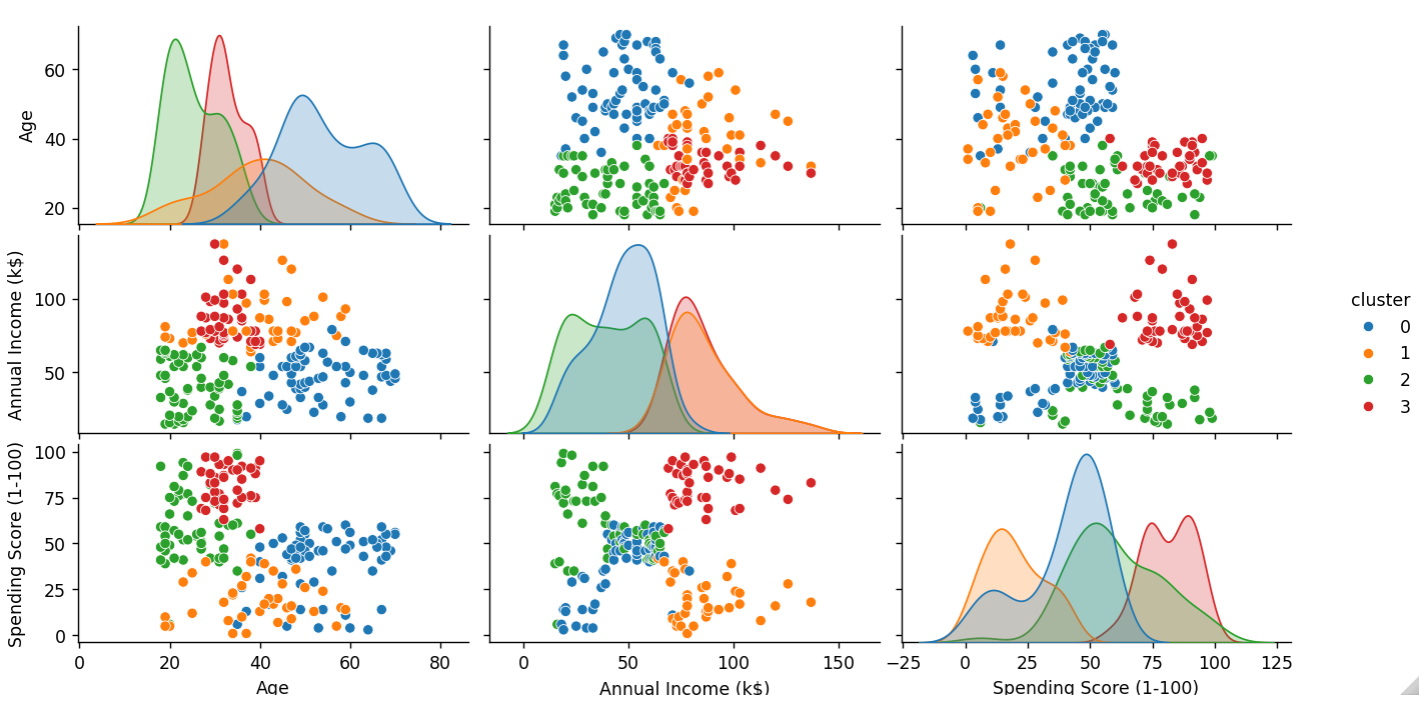 60
40
20
Age
100
50
Annual Income (k$)
cluster
0
1
2
3
100
75
50
25
0
Spending Score (1-100)
0 20 40 60 80
Age
0 50 100 150
Annual Income (k$)
−25 0 25 50 75 100 125
Spending Score (1-100)